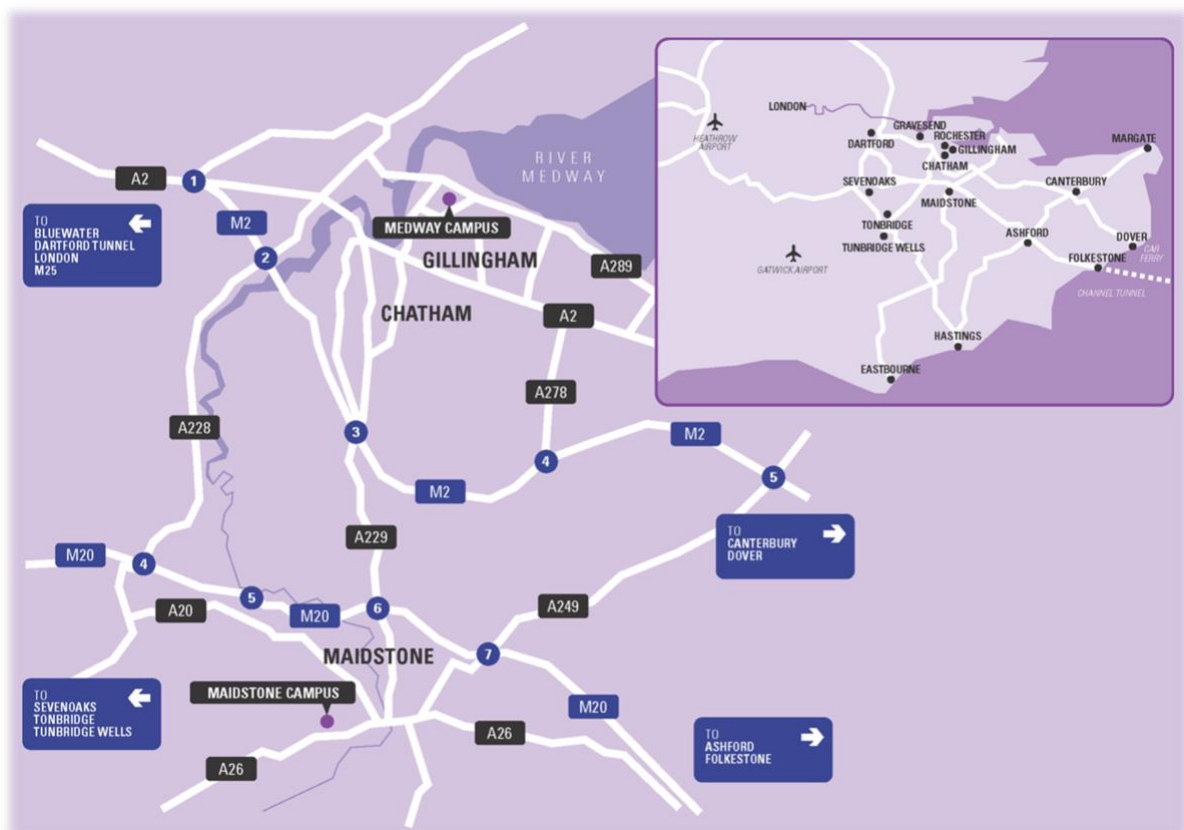 RIVER
MEDWAY
A2
1
TO
BLUEWATER
DARTFORD TUNNEL
LONDON
M25
M2
2
MEDWAY CAMPUS
GILLINGHAM
A289
CHATHAM
A2
A278
A228
3
M2
4
M2
5
A229
TO
CANTERBURY
DOVER
M20
4
5
A20
M20
6
A249
MAIDSTONE
7
MAIDSTONE CAMPUS
TO
SEVENOAKS
TONBRIDGE
TUNBRIDGE WELLS
M20
A26
A26
TO
ASHFORD
FOLKESTONE
LONDON
HEATHROW
AIRPORT
DARTFORD
GRAVESEND
ROCHESTER
GILLINGHAM
CHATHAM
MARGATE
SEVENOAKS
MAIDSTONE
CANTERBURY
TONBRIDGE
TUNBRIDGE WELLS
ASHFORD
DOVER
CAR
FERRY
GATWICK AIRPORT
FOLKESTONE
CHANNEL TUNNEL
HASTINGS
EASTBOURNE